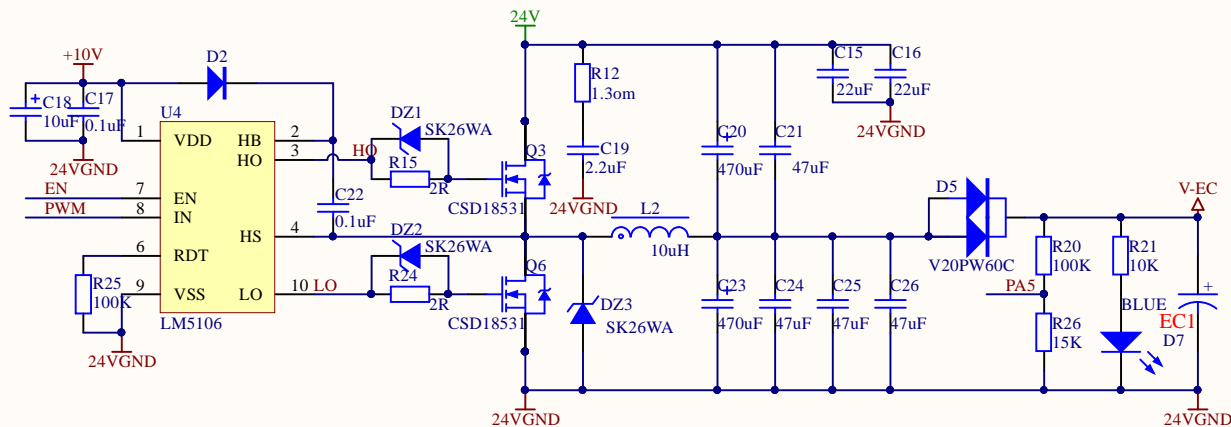 24V
+10V
D2
C18
10uF
C17
0.1uF
24VGND
U4
1
VDD
HB
2
HO
3
HO
EN
7
EN
PWM
8
IN
HS
4
6
RDT
R25
100K
9
VSS
LO
10
LO
LM5106
24VGND
C22
0.1uF
DZ1
SK26WA
R15
2R
Q3
CSD18531
DZ2
SK26WA
R24
2R
Q6
CSD18531
R12
1.3om
C19
2.2uF
24VGND
DZ3
SK26WA
L2
10uH
C20
470uF
C21
47uF
C15
22uF
C16
22uF
24VGND
C23
470uF
C24
47uF
C25
47uF
C26
47uF
24VGND
D5
V20PW60C
V-EC
R20
100K
R21
10K
PA5
R26
15K
BLUE
D7
EC1
24VGND